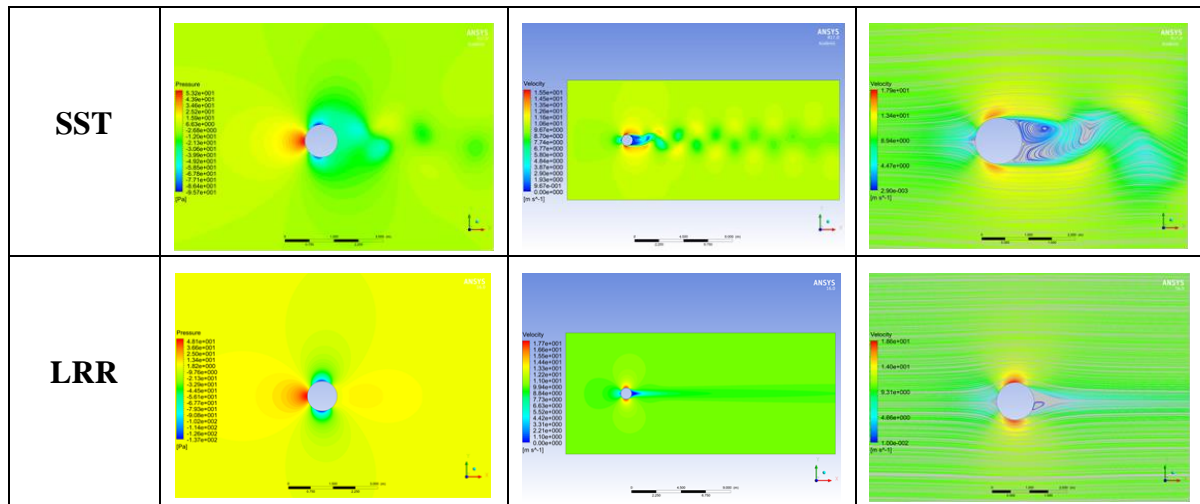 SST
ANSYS
Pressure
5.32e+001
4.39e+001
3.46e+001
2.52e+001
1.59e+001
6.63e+000
-2.68e+000
-1.20e+001
-2.13e+001
-3.06e+001
-3.99e+001
-4.92e+001
-5.85e+001
-6.78e+001
-7.71e+001
-8.64e+001
-9.57e+001
[Pa]
ANSYS
Velocity
1.55e+001
1.45e+001
1.35e+001
1.26e+001
1.16e+001
1.06e+001
9.67e+000
8.70e+000
7.74e+000
6.77e+000
5.80e+000
4.84e+000
3.87e+000
2.90e+000
1.93e+000
9.67e-001
0.00e+000
[m s^-1]
ANSYS
Velocity
1.79e+001
1.34e+001
8.94e+000
4.47e+000
2.90e-003
[m s^-1]
LRR
ANSYS
Pressure
4.81e+001
3.66e+001
2.50e+001
1.34e+001
1.82e+000
-9.76e+000
-2.13e+001
-3.29e+001
-4.45e+001
-5.61e+001
-6.77e+001
-7.93e+001
-9.08e+001
-1.02e+002
-1.14e+002
-1.26e+002
-1.37e+002
[Pa]
ANSYS
Velocity
1.77e+001
1.66e+001
1.55e+001
1.44e+001
1.33e+001
1.22e+001
1.10e+001
9.94e+000
8.84e+000
7.73e+000
6.63e+000
5.52e+000
4.42e+000
3.31e+000
2.21e+000
1.10e+000
0.00e+000
[m s^-1]
ANSYS
Velocity
1.86e+001
1.40e+001
9.31e+000
4.66e+000
1.00e-002
[m s^-1]